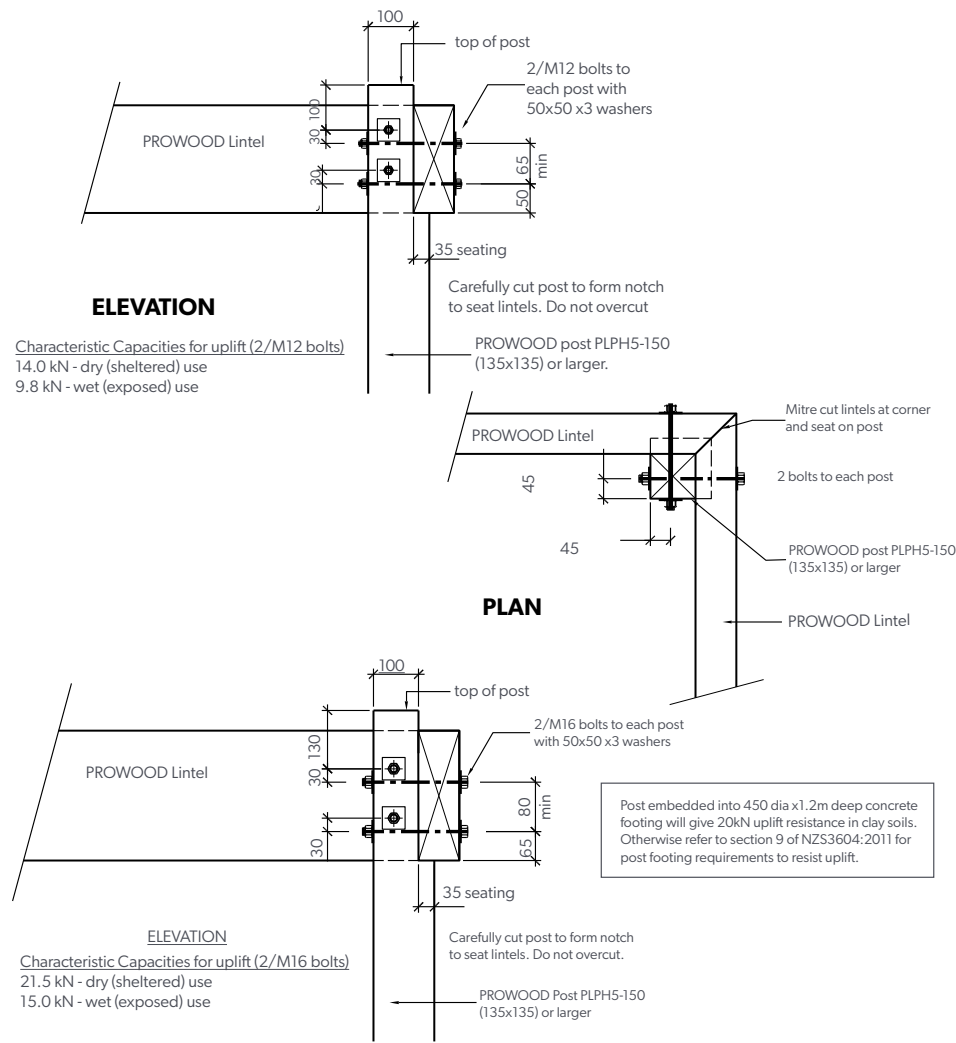 100
top of post
2/M12 bolts to
each post with
50x50 x3 washers
100
30
PROWOOD Lintel
65
min
30
50
35 seating
ELEVATION
Carefully cut post to form notch
to seat lintels. Do not overcut
Characteristic Capacities for uplift (2/M12 bolts)
14.0 kN - dry (sheltered) use
9.8 kN - wet (exposed) use
PROWOOD post PLPH5-150
(135x135) or larger.
Mitre cut lintels at corner
and seat on post
PROWOOD Lintel
2 bolts to each post
45
45
PROWOOD post PLPH5-150
(135x135) or larger
PLAN
PROWOOD Lintel
100
top of post
2/M16 bolts to each post
with 50x50 x3 washers
130
30
PROWOOD Lintel
80
min
30
65
Post embedded into 450 dia x1.2m deep concrete
footing will give 20kN uplift resistance in clay soils.
Otherwise refer to section 9 of NZS3604:2011 for
post footing requirements to resist uplift.
35 seating
ELEVATION
Carefully cut post to form notch
to seat lintels. Do not overcut.
Characteristic Capacities for uplift (2/M16 bolts)
21.5 kN - dry (sheltered) use
15.0 kN - wet (exposed) use
PROWOOD Post PLPH5-150
(135x135) or larger